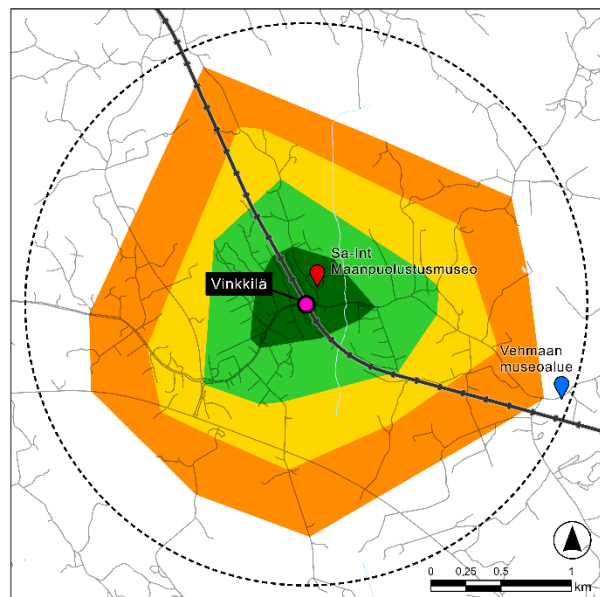 Sa-Int
Maanpuolustusmuseo
Vinkkilä
Vehmaan
museoalue
0 0,25 0,5 1
km